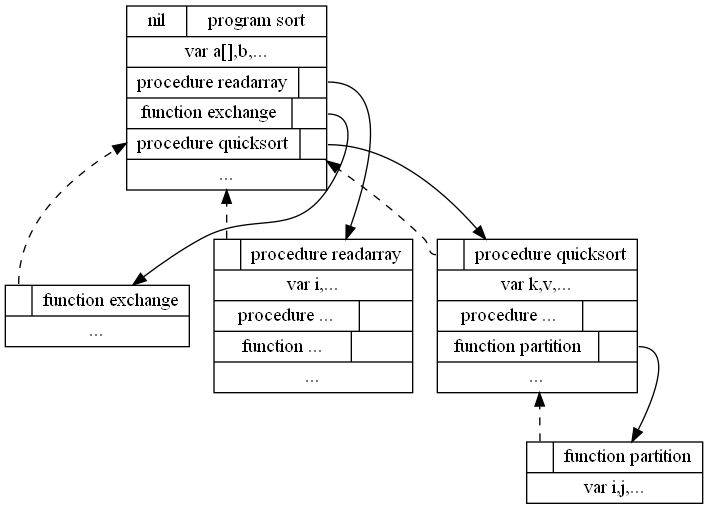 nil program sort
var a[],b,...
procedure readarray
function exchange
procedure quicksort
...
procedure readarray
var i,...
procedure ...
function ...
...
procedure quicksort
var k,v,...
procedure ...
function partition
...
function exchange
...
function partition
var i,j,...